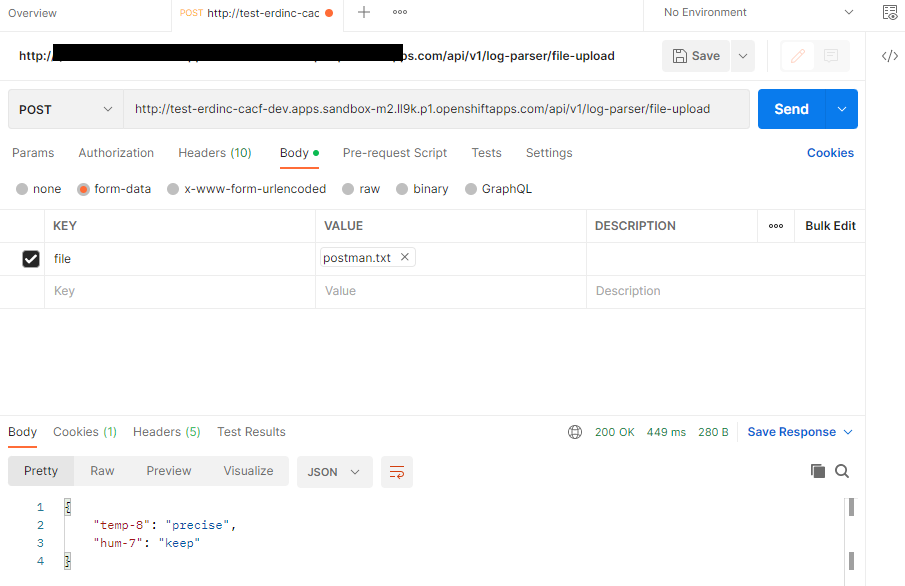 Overview
POST http://test-erdinc-cac
No Environment
http:/
ps.com/api/v1/log-parser/file-upload
Save
POST
http://test-erdinc-cacf-dev.apps.sandbox-m2.ll9k.p1.openshiftapps.com/api/v1/log-parser/file-upload
Send
Params
Authorization
Headers (10)
Body
Pre-request Script
Tests
Settings
Cookies
none
form-data
x-www-form-urlencoded
raw
binary
GraphQL
KEY
VALUE
DESCRIPTION
Bulk Edit
file
postman.txt
Key
Value
Description
Body
Cookies (1)
Headers (5)
Test Results
200 OK
449 ms
280 B
Save Response
Pretty
Raw
Preview
Visualize
JSON
1 {
2 "temp-8": "precise",
3 "hum-7": "keep"
4 }